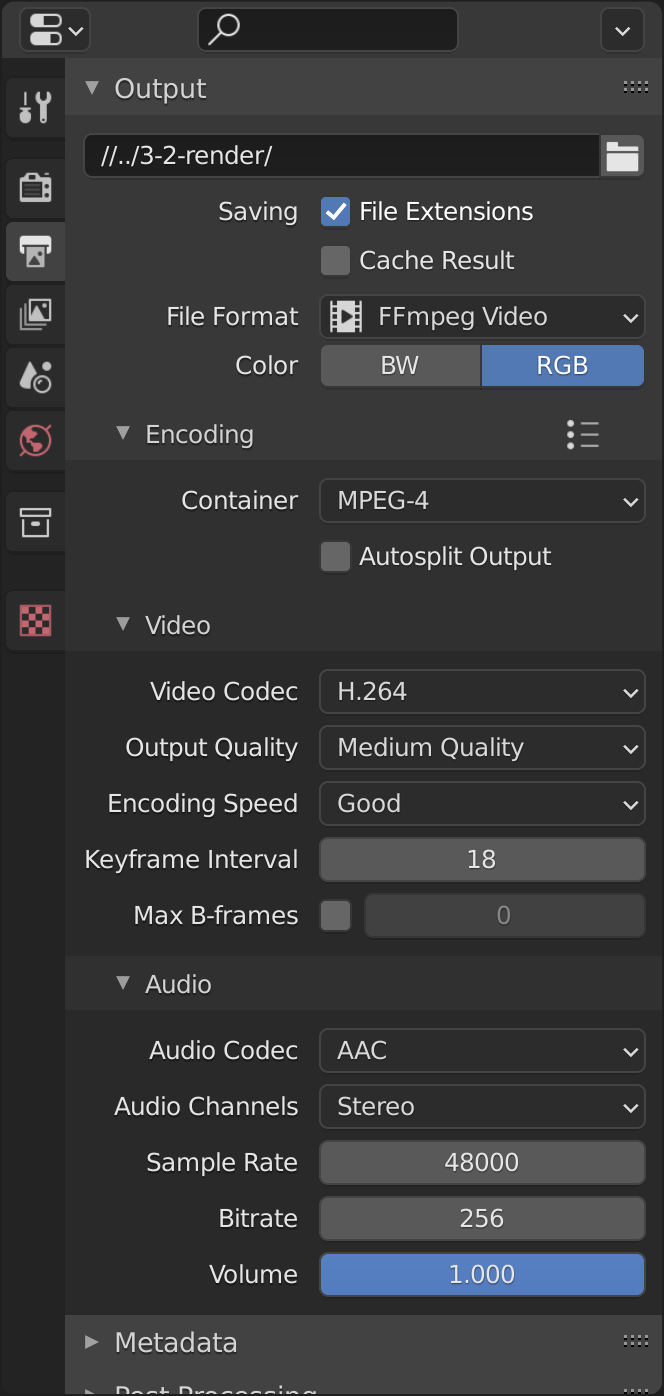 Output
//../3-2-render/
Saving File Extensions
Cache Result
File Format FFmpeg Video
Color BW RGB
Encoding
Container MPEG-4
Autosplit Output
Video
Video Codec H.264
Output Quality Medium Quality
Encoding Speed Good
Keyframe Interval 18
Max B-frames 0
Audio
Audio Codec AAC
Audio Channels Stereo
Sample Rate 48000
Bitrate 256
Volume 1.000
Metadata
Post Processing